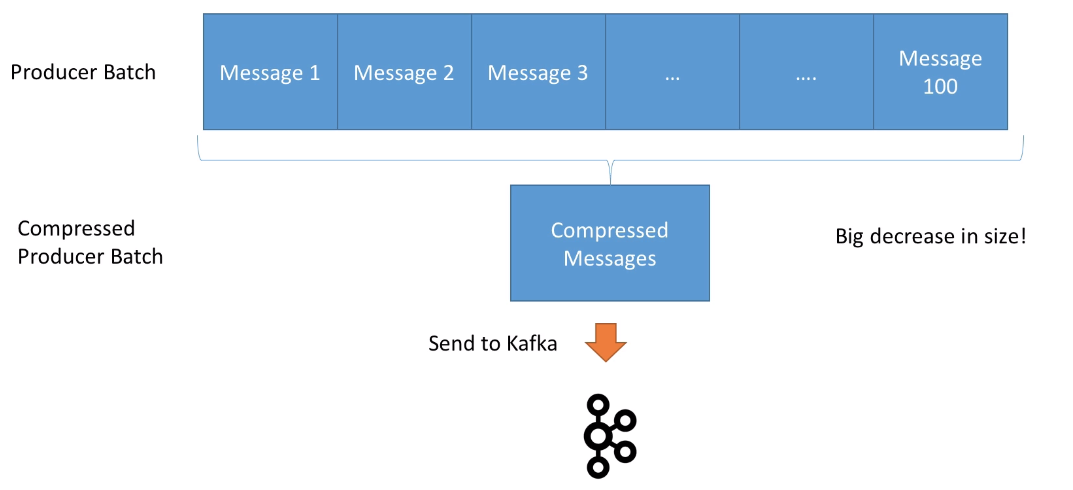 Producer Batch
Message 1
Message 2
Message 3
...
....
Message
100
Compressed
Producer Batch
Compressed
Messages
Big decrease in size!
Send to Kafka